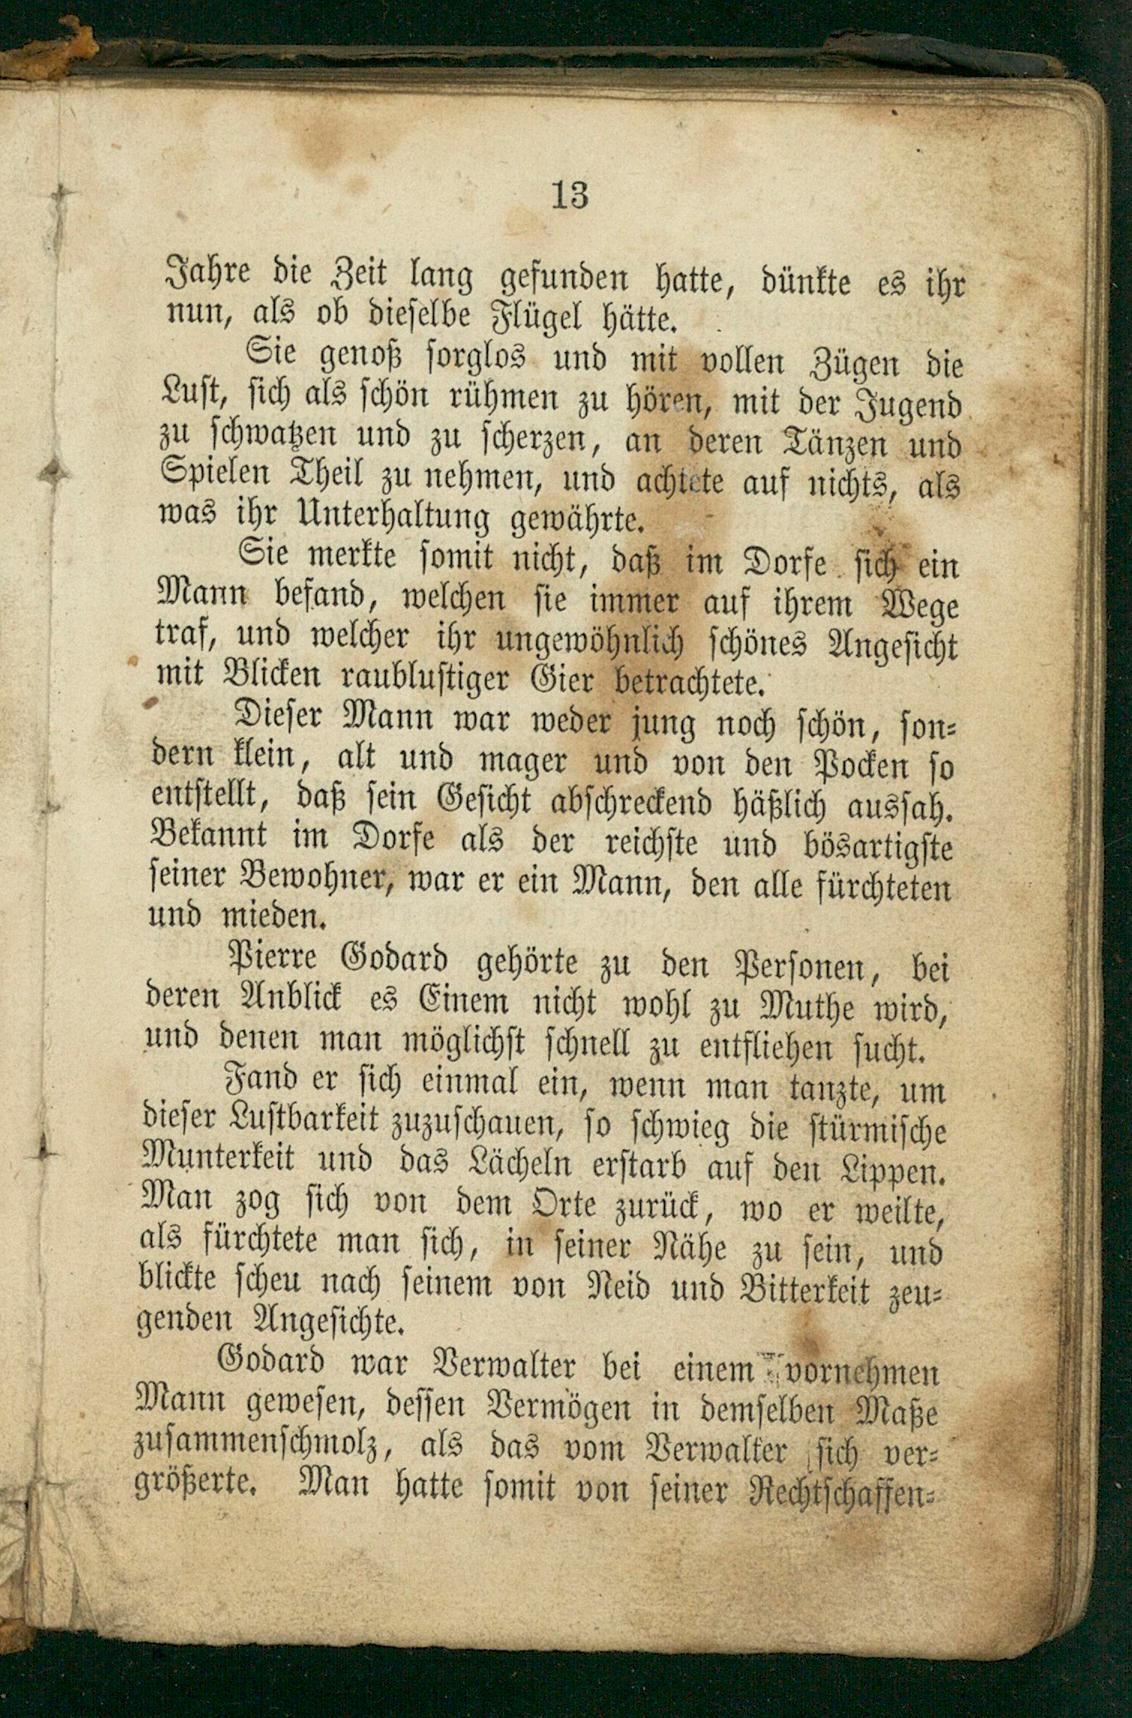 13
Jahre die Zeit lang gefunden hatte, dünkte es ihr
nun, als ob dieselbe Flügel hätte.
Sie genoß sorglos und mit vollen Zügen die
Lust, sich als schön rühmen zu hören, mit der Jugend
zu schwatzen und zu scherzen, an deren Tänzen und
Spielen Theil zu nehmen, und achtete auf nichts, als
was ihr Unterhaltung gewährte.
Sie merkte somit nicht, daß im Dorfe sich ein
Mann befand, welchen sie immer auf ihrem Wege
traf, und welcher ihr ungewöhnlich schönes Angesicht
mit Blicken raublustiger Gier betrachtete.
Dieser Mann war weder jung noch schön, son-
dern klein, alt und mager und von den Pocken so
entstellt, daß sein Gesicht abschreckend häßlich aussah.
Bekannt im Dorfe als der reichste und bösartigste
seiner Bewohner, war er ein Mann, den alle fürchteten
und mieden.
Pierre Godard gehörte zu den Personen, bei
deren Anblick es Einem nicht wohl zu Muthe wird,
und denen man möglichst schnell zu entfliehen sucht.
Fand er sich einmal ein, wenn man tanzte, um
dieser Lustbarkeit zuzuschauen, so schwieg die stürmische
Munterkeit und das Lächeln erstarb auf den Lippen.
Man zog sich von dem Orte zurück, wo er weilte,
als fürchtete man sich, in seiner Nähe zu sein, und
blickte scheu nach seinem von Neid und Bitterkeit zeu-
genden Angesichte.
Godard war Verwalter bei einem vornehmen
Mann gewesen, dessen Vermögen in demselben Maße
zusammenschmolz, als das vom Verwalter sich ver-
größerte. Man hatte somit von seiner Rechtschaffen-